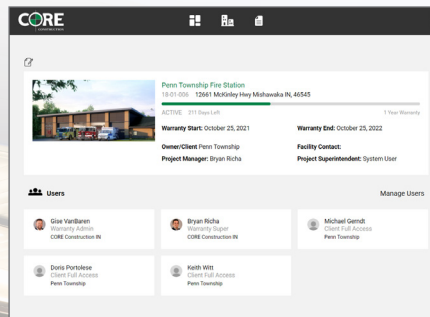 CORE
CONSTRUCTION
Penn Township Fire Station
18-01-006 12661 McKinley Hwy Mishawaka IN, 46545
ACTIVE 311 Days Left 1 Year Warranty
Warranty Start: October 25, 2021 Warranty End: October 25, 2022
Owner/Client Penn Township Facility Contact:
Project Manager: Bryan Richa Project Superintendent: System User
Users Manage Users
Gise VanBaren
Warranty Admin
CORE Construction IN
Bryan Richa
Warranty Super
CORE Construction IN
Michael Gerndt
Client Full Access
Penn Township
Doris Portolese
Client Full Access
Penn Township
Keith Witt
Client Full Access
Penn Township